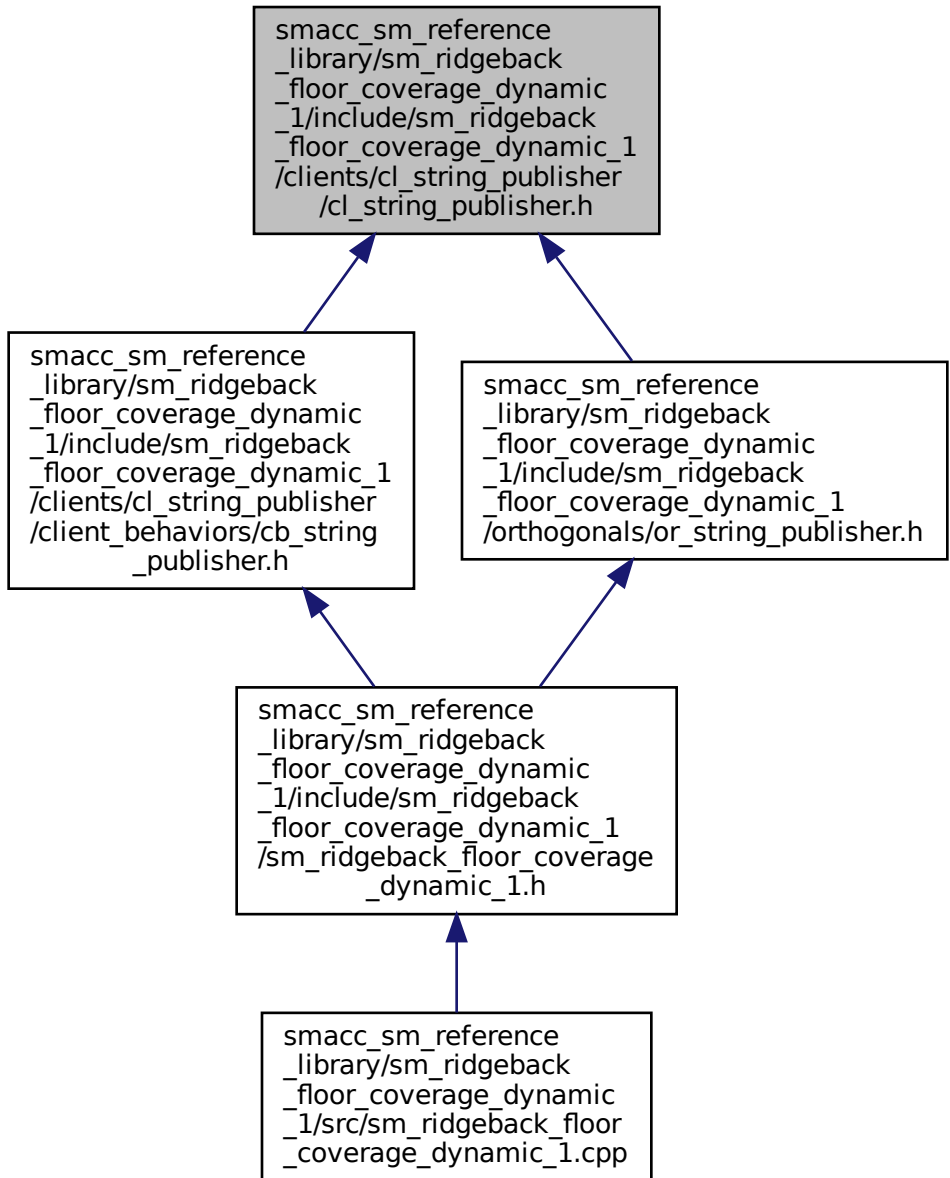 smacc_sm_reference
_library/sm_ridgeback
_floor_coverage_dynamic
_1/include/sm_ridgeback
_floor_coverage_dynamic_1
/clients/cl_string_publisher
/cl_string_publisher.h
smacc_sm_reference
_library/sm_ridgeback
_floor_coverage_dynamic
_1/include/sm_ridgeback
_floor_coverage_dynamic_1
/clients/cl_string_publisher
/client_behaviors/cb_string
_publisher.h
smacc_sm_reference
_library/sm_ridgeback
_floor_coverage_dynamic
_1/include/sm_ridgeback
_floor_coverage_dynamic_1
/orthogonals/or_string_publisher.h
smacc_sm_reference
_library/sm_ridgeback
_floor_coverage_dynamic
_1/include/sm_ridgeback
_floor_coverage_dynamic_1
/sm_ridgeback_floor_coverage
_dynamic_1.h
smacc_sm_reference
_library/sm_ridgeback
_floor_coverage_dynamic
_1/src/sm_ridgeback_floor
_coverage_dynamic_1.cpp